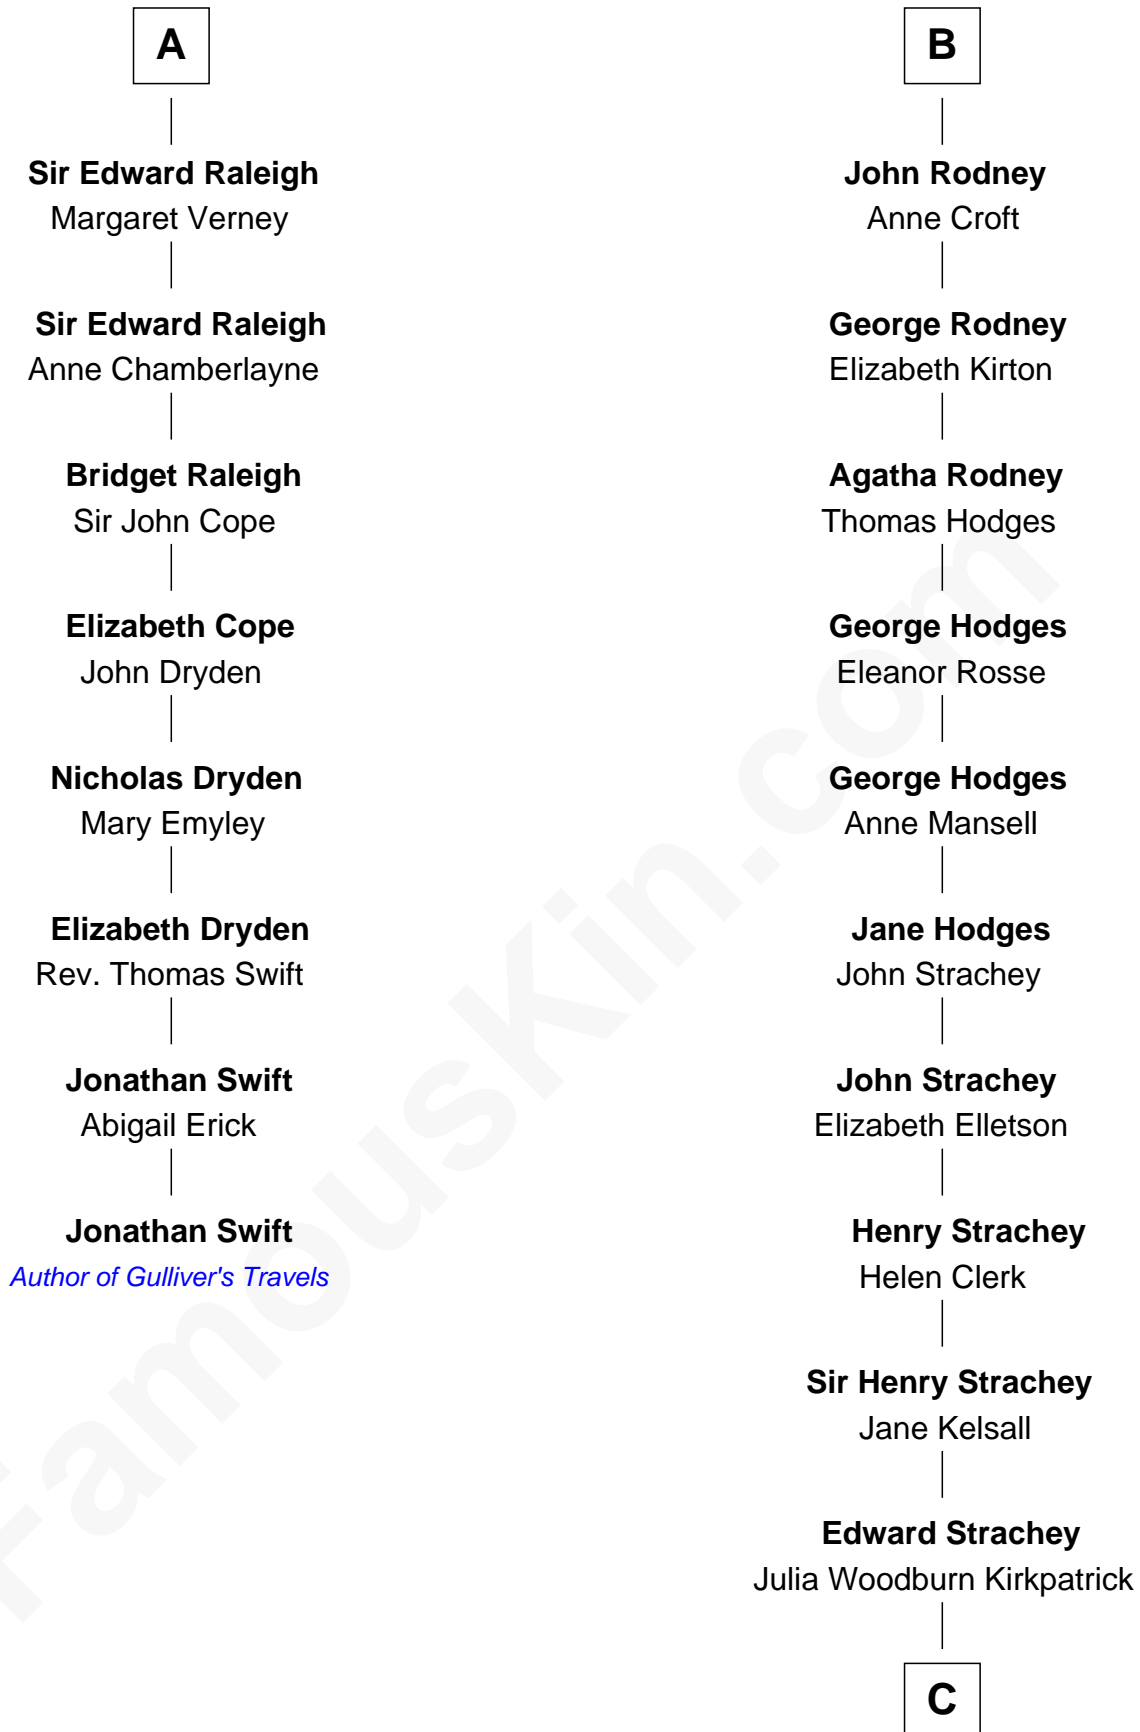 A
Sir Edward Raleigh
Margaret Verney
Sir Edward Raleigh
Anne Chamberlayne
Bridget Raleigh
Sir John Cope
Elizabeth Cope
John Dryden
Nicholas Dryden
Mary Emyley
Elizabeth Dryden
Rev. Thomas Swift
Jonathan Swift
Abigail Erick
Jonathan Swift
Author of Gulliver's Travels
B
John Rodney
Anne Croft
George Rodney
Elizabeth Kirton
Agatha Rodney
Thomas Hodges
George Hodges
Eleanor Rosse
George Hodges
Anne Mansell
Jane Hodges
John Strachey
John Strachey
Elizabeth Elletson
Henry Strachey
Helen Clerk
Sir Henry Strachey
Jane Kelsall
Edward Strachey
Julia Woodburn Kirkpatrick
C
FamousKin.com